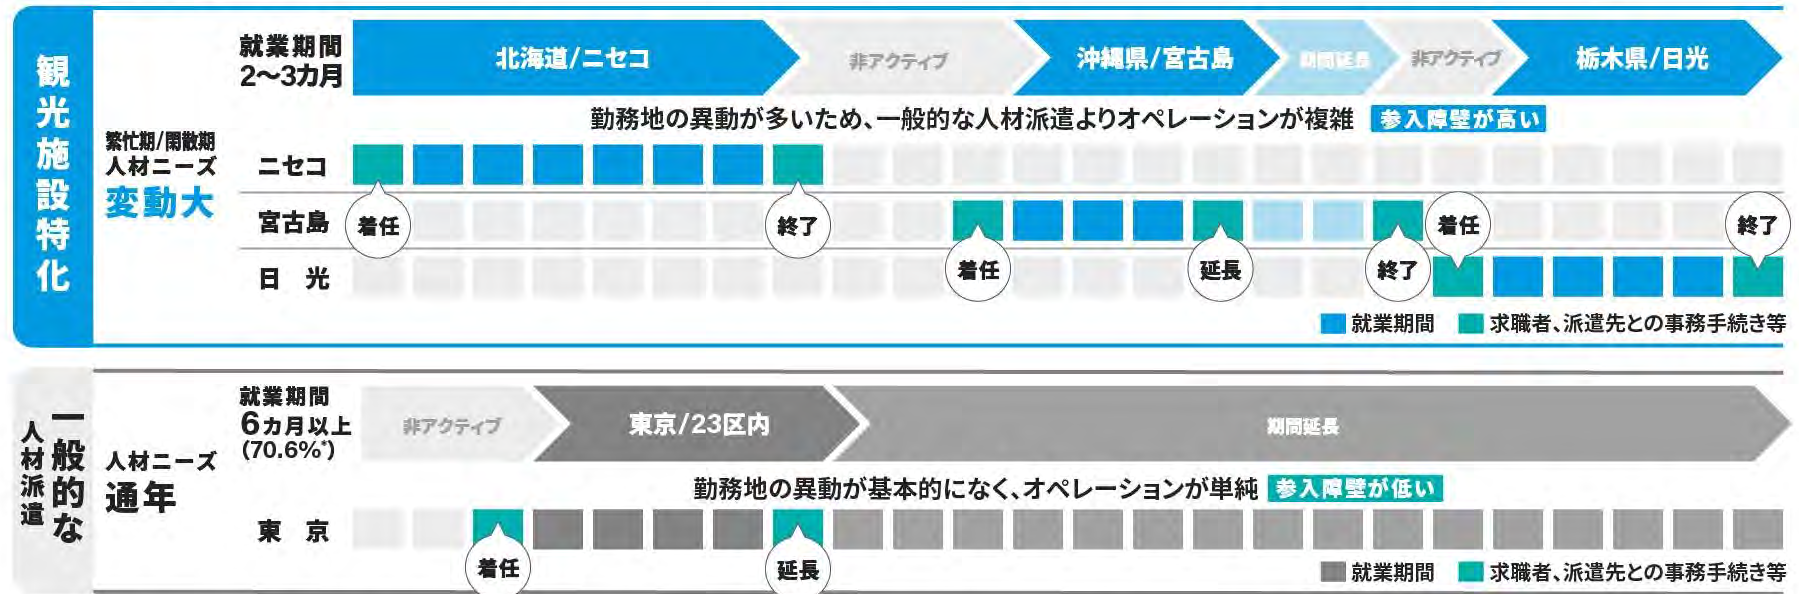 観光施設特化
繁忙期/閑散期
人材ニーズ
変動大
就業期間
2〜3カ月
北海道/ニセコ
非アクティブ
沖縄県/宮古島
期間延長
非アクティブ
栃木県/日光
勤務地の異動が多いため、一般的な人材派遣よりオペレーションが複雑 参入障壁が高い
ニセコ
宮古島
日 光
着任
終了
着任
延長
終了
着任
終了
就業期間 求職者、派遣先との事務手続き等
一般的な
人材派遣
人材ニーズ
通年
就業期間
6カ月以上
(70.6%*)
非アクティブ
東京/23区内
期間延長
勤務地の異動が基本的になく、オペレーションが単純 参入障壁が低い
東 京
着任
延長
就業期間 求職者、派遣先との事務手続き等